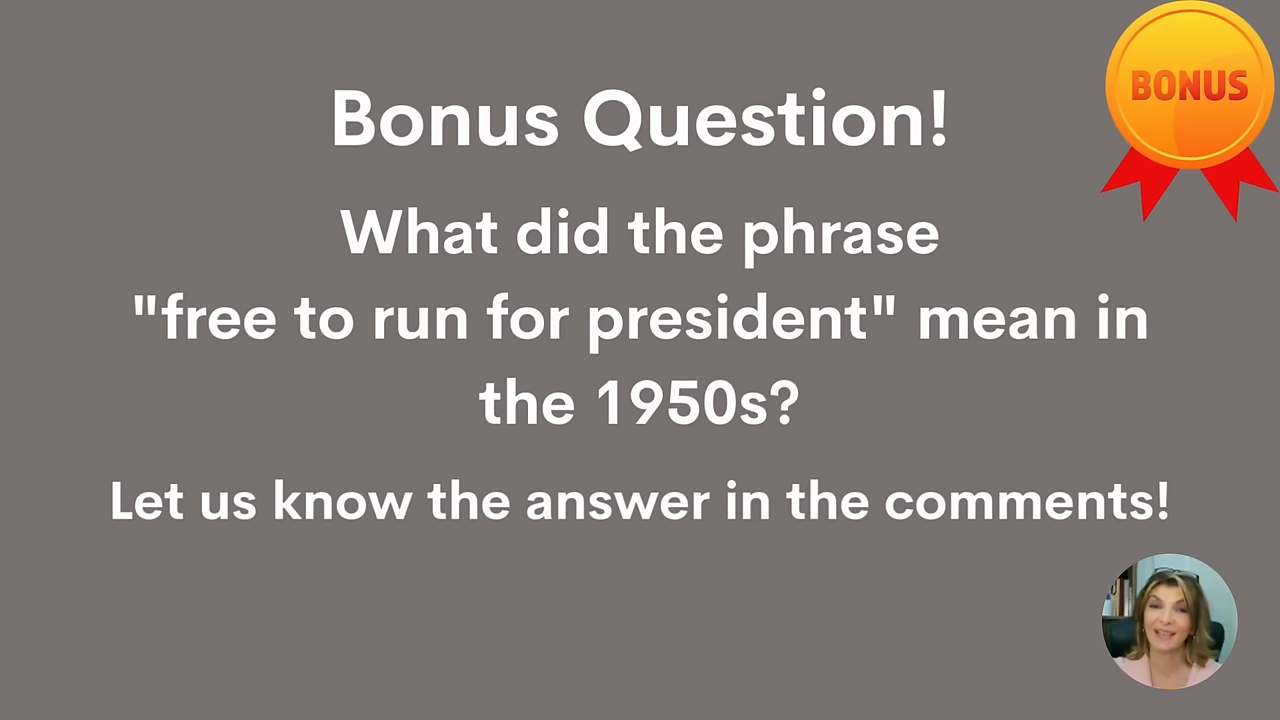 BONUS
Bonus Question!
What did the phrase
"free to run for president" mean in
the 1950s?
Let us know the answer in the comments!